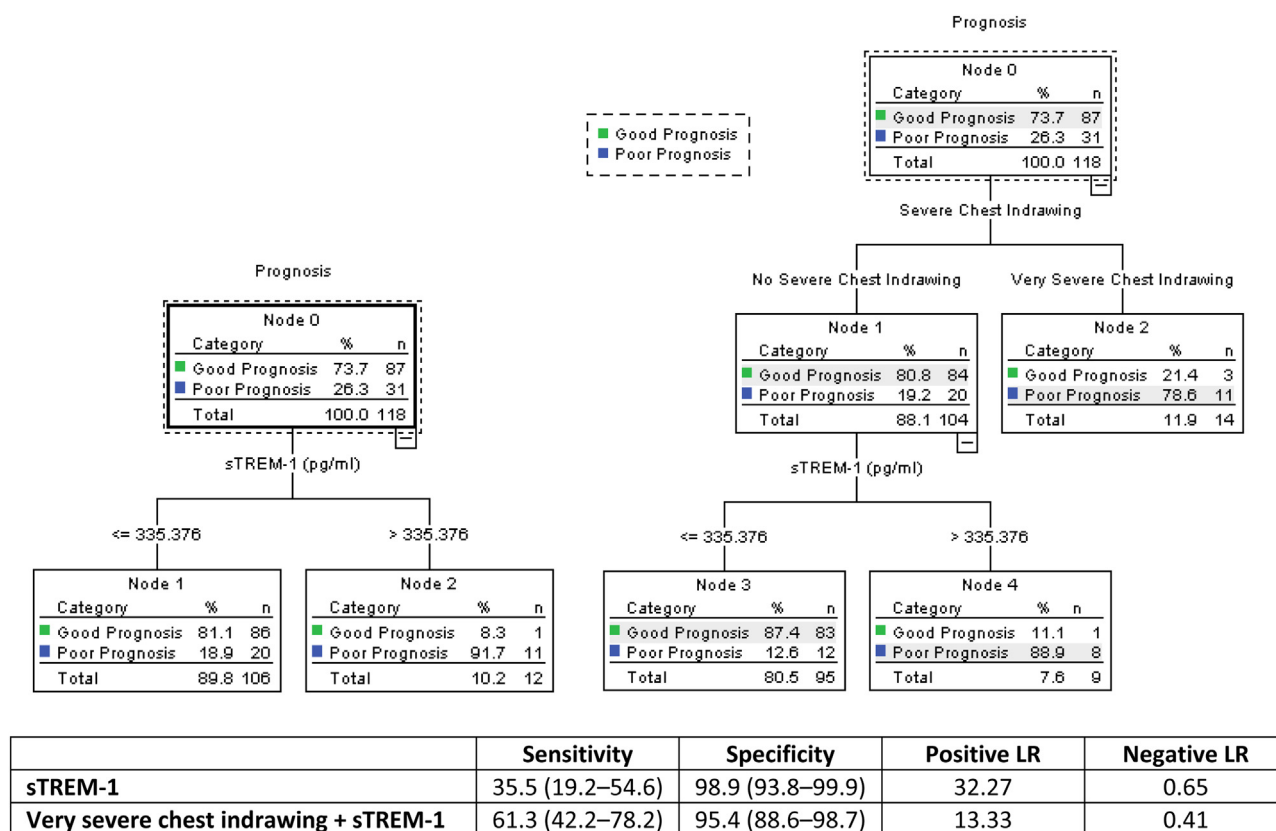 Prognosis
Node 0
Category % n
Good Prognosis 73.7 87
Poor Prognosis 26.3 31
Total 100.0 118
Good Prognosis
Poor Prognosis
Severe Chest Indrawing
No Severe Chest Indrawing Very Severe Chest Indrawing
Node 1
Category % n
Good Prognosis 80.8 84
Poor Prognosis 19.2 20
Total 88.1 104
Node 2
Category % n
Good Prognosis 21.4 3
Poor Prognosis 78.6 11
Total 11.9 14
sTREM-1 (pg/ml)
<= 335.376 > 335.376
Node 3
Category % n
Good Prognosis 87.4 83
Poor Prognosis 12.6 12
Total 80.5 95
Node 4
Category % n
Good Prognosis 11.1 1
Poor Prognosis 88.9 8
Total 7.6 9
Prognosis
Node 0
Category % n
Good Prognosis 73.7 87
Poor Prognosis 26.3 31
Total 100.0 118
sTREM-1 (pg/ml)
<= 335.376 > 335.376
Node 1
Category % n
Good Prognosis 81.1 86
Poor Prognosis 18.9 20
Total 89.8 106
Node 2
Category % n
Good Prognosis 8.3 1
Poor Prognosis 91.7 11
Total 10.2 12
Sensitivity Specificity Positive LR Negative LR
sTREM-1 35.5 (19.2–54.6) 98.9 (93.8–99.9) 32.27 0.65
Very severe chest indrawing + sTREM-1 61.3 (42.2–78.2) 95.4 (88.6–98.7) 13.33 0.41